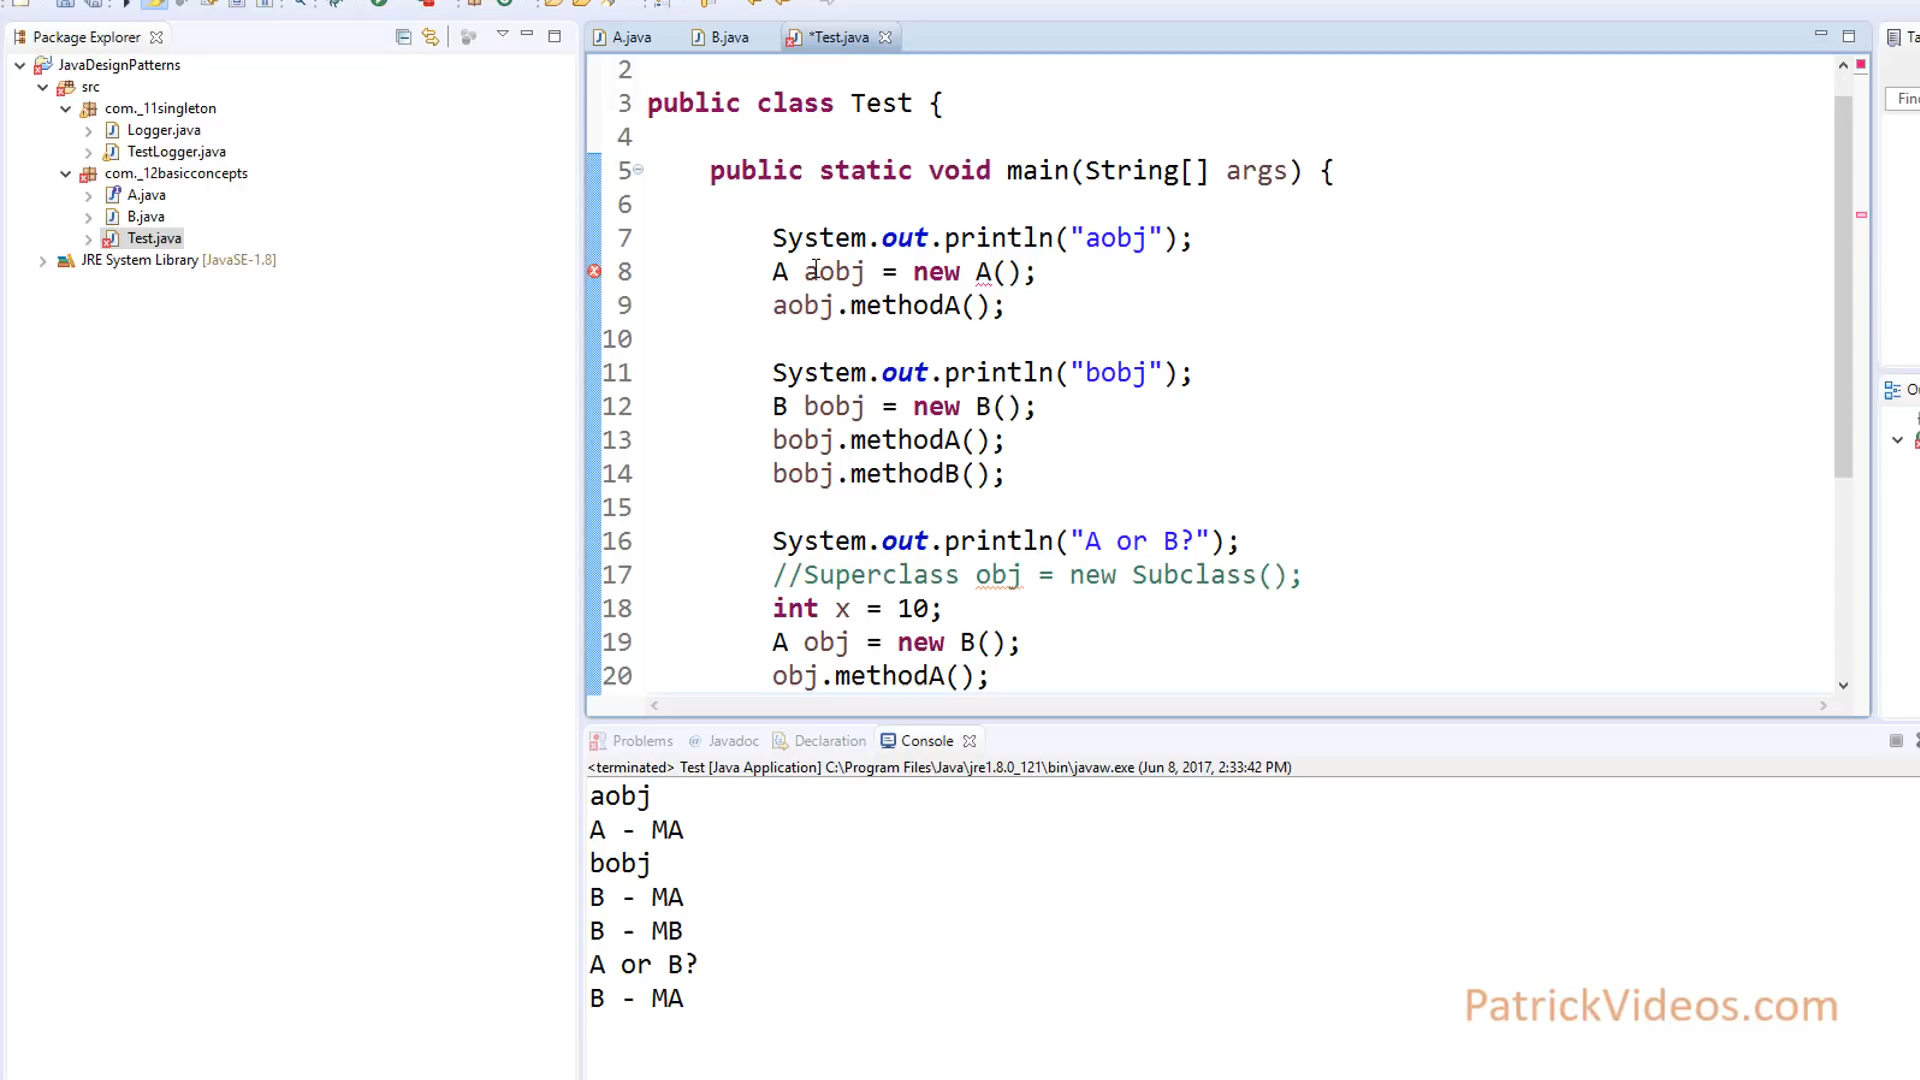 Package Explorer
JavaDesignPatterns
src
com._11singleton
Logger.java
TestLogger.java
com._12basicconcepts
A.java
B.java
Test.java
JRE System Library [JavaSE-1.8]
A.java B.java *Test.java
2
3 public class Test {
4
5 public static void main(String[] args) {
6
7 System.out.println("aobj");
8 A aobj = new A();
9 aobj.methodA();
10
11 System.out.println("bobj");
12 B bobj = new B();
13 bobj.methodA();
14 bobj.methodB();
15
16 System.out.println("A or B?");
17 //Superclass obj = new Subclass();
18 int x = 10;
19 A obj = new B();
20 obj.methodA();
Problems @ Javadoc Declaration Console
<terminated> Test [Java Application] C:\Program Files\Java\jre1.8.0_121\bin\javaw.exe (Jun 8, 2017, 2:33:42 PM)
aobj
A - MA
bobj
B - MA
B - MB
A or B?
B - MA
PatrickVideos.com